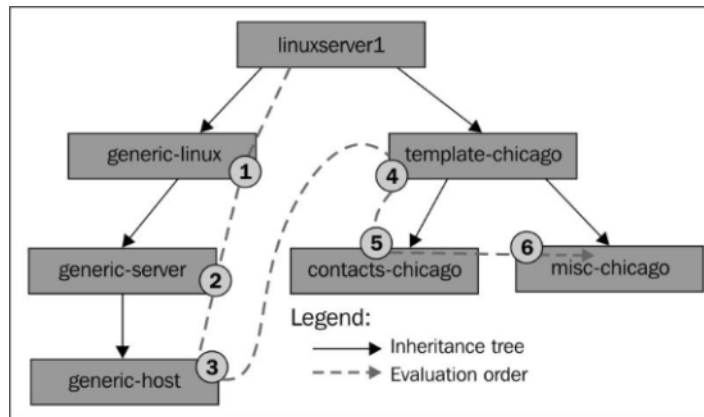 linuxserver1
generic-linux
1
template-chicago
4
generic-server
2
contacts-chicago
5
misc-chicago
6
generic-host
3
Legend:
Inheritance tree
Evaluation order